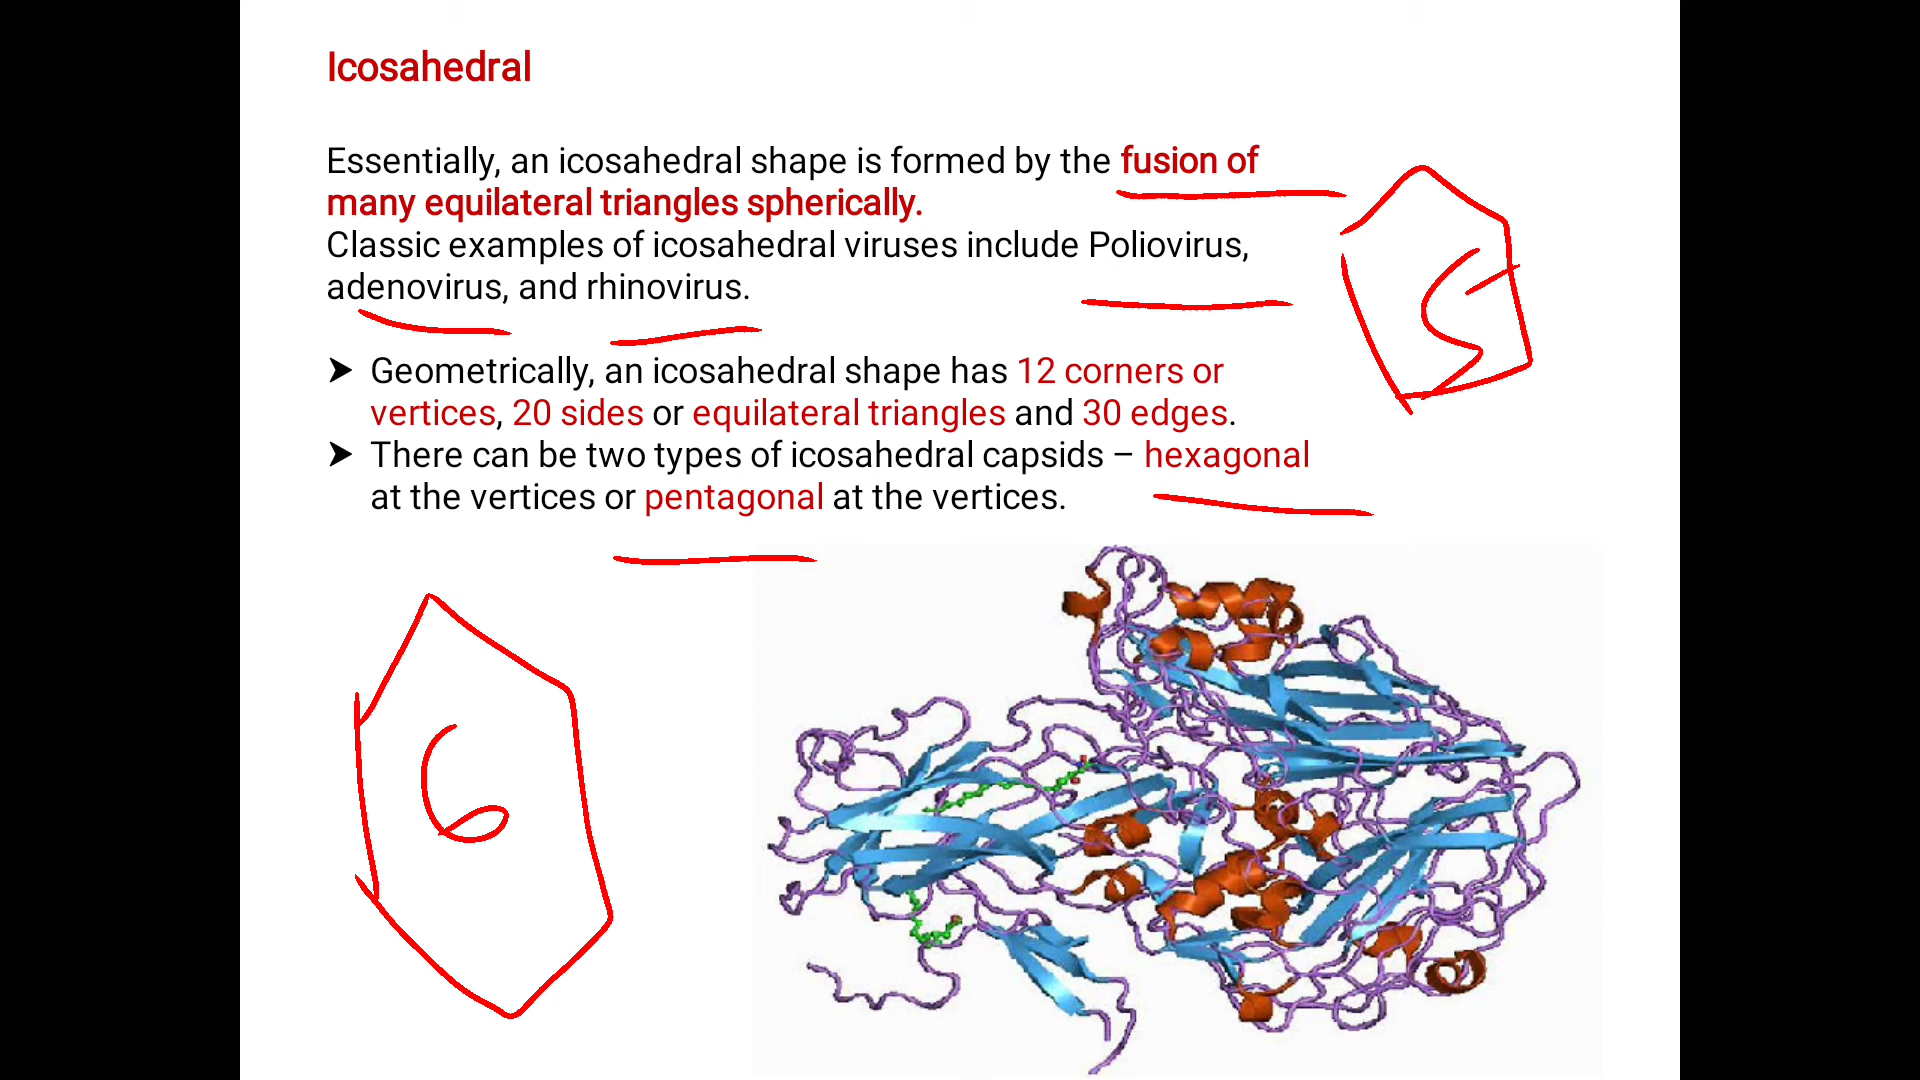 Icosahedral
Essentially, an icosahedral shape is formed by the fusion of
many equilateral triangles spherically.
Classic examples of icosahedral viruses include Poliovirus,
adenovirus, and rhinovirus.
➤ Geometrically, an icosahedral shape has 12 corners or
vertices, 20 sides or equilateral triangles and 30 edges.
➤ There can be two types of icosahedral capsids – hexagonal
at the vertices or pentagonal at the vertices.
5
6